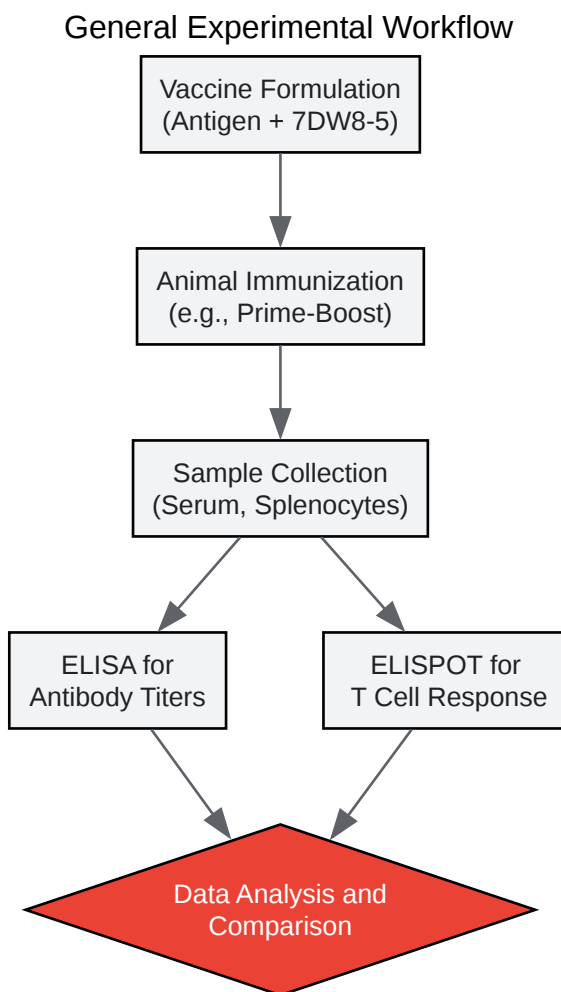 General Experimental Workflow
Vaccine Formulation
(Antigen + 7DW8-5)
Animal Immunization
(e.g., Prime-Boost)
Sample Collection
(Serum, Splenocytes)
ELISA for
Antibody Titers
ELISPOT for
T Cell Response
Data Analysis and
Comparison